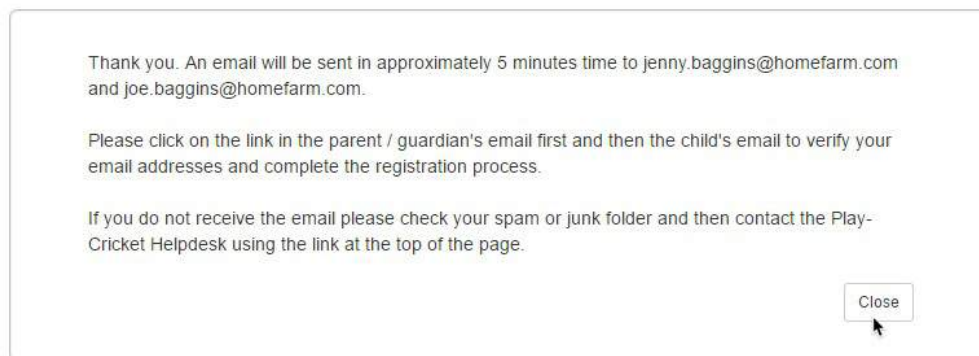 Thank you. An email will be sent in approximately 5 minutes time to jenny.baggins@homefarm.com
and joe.baggins@homefarm.com.
Please click on the link in the parent / guardian's email first and then the child's email to verify your
email addresses and complete the registration process.
If you do not receive the email please check your spam or junk folder and then contact the Play-
Cricket Helpdesk using the link at the top of the page.
Close